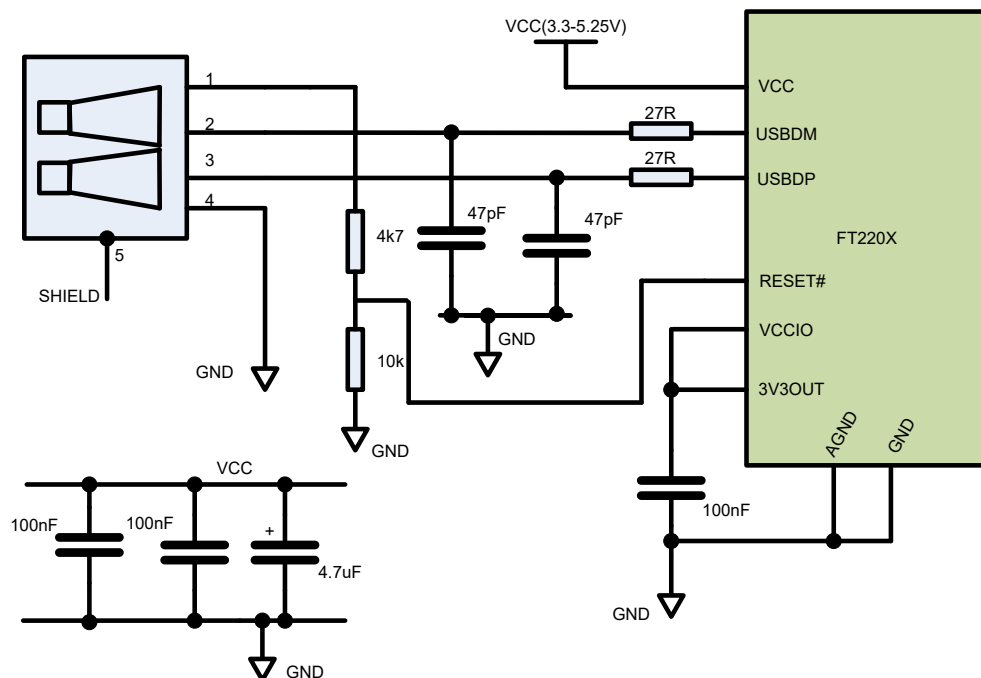 VCC(3.3-5.25V)
1
2
3
4
5
SHIELD
GND
27R
27R
VCC
USBDM
USBDP
FT220X
RESET#
VCCIO
3V3OUT
AGND
GND
4k7
47pF
47pF
GND
10k
GND
VCC
100nF
100nF
+
4.7uF
GND
100nF
GND